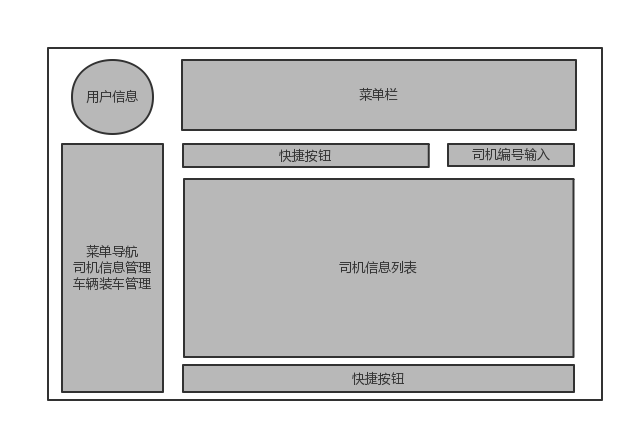 用户信息
菜单栏
快捷按钮
司机编号输入
菜单导航
司机信息管理
车辆装车管理
司机信息列表
快捷按钮